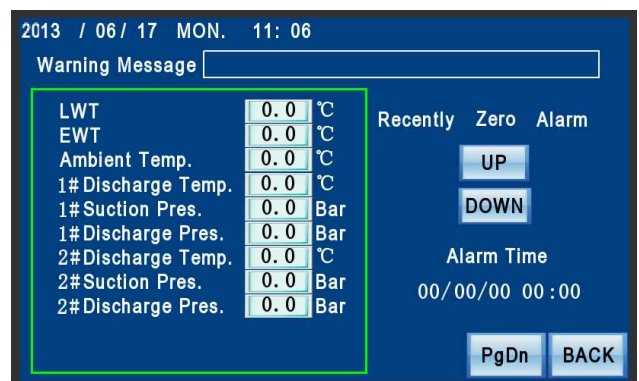 2013 / 06/ 17 MON. 11: 06
Warning Message
LWT 0.0 ℃
EWT 0.0 ℃
Ambient Temp. 0.0 ℃
1#Discharge Temp. 0.0 ℃
1#Suction Pres. 0.0 Bar
1#Discharge Pres. 0.0 Bar
2#Discharge Temp. 0.0 ℃
2#Suction Pres. 0.0 Bar
2#Discharge Pres. 0.0 Bar
Recently Zero Alarm
UP
DOWN
Alarm Time
00/00/00 00:00
PgDn BACK